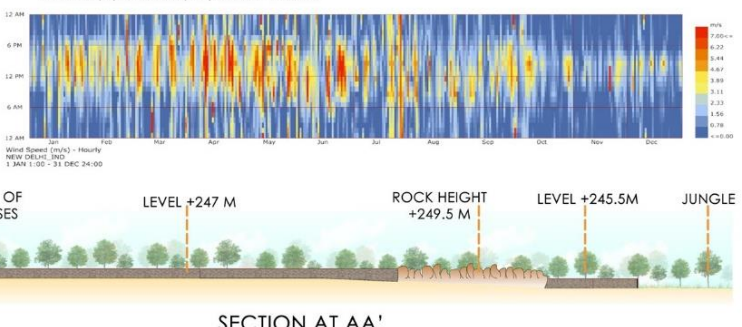 12 AM
6 PM
12 PM
6 AM
12 AM
Jan Feb Mar Apr May Jun Jul Aug Sep Oct Nov Dec
m/s
7.00<=
6.22
5.44
4.67
3.89
3.11
2.33
1.56
0.78
<=0.00
Wind Speed (m/s) - Hourly
NEW DELHI_IND
1 JAN 1:00 - 31 DEC 24:00
OF
SES
LEVEL +247 M
ROCK HEIGHT
+249.5 M
LEVEL +245.5M
JUNGLE
SECTION AT AA'